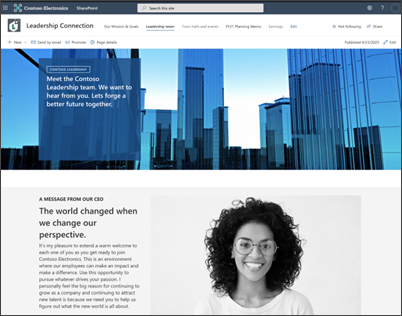 Contoso Electronics SharePoint Search this site
Leadership Connection Our Mission & Goals Leadership team Town hall and events FY21 Planning Memo Earnings Edit Not following Share
New Send by email Promote Page details Published 9/23/2020 Edit
CONTOSO LEADERSHIP
Meet the Contoso
Leadership team. We want to
hear from you. Lets forge a
better future together.
A MESSAGE FROM OUR CEO
The world changed when
we change our
perspective.
It's my pleasure to extend a warm welcome to
each one of you as you get ready to join
Contoso Electronics. This is an environment
where our employees can make an impact and
make a difference. Use this opportunity to
pursue whatever drives your passion. I
personally feel the big reason for continuing to
grow as a company and continuing to attract
new talent is because we need you to help us
figure out what the new world is all about.